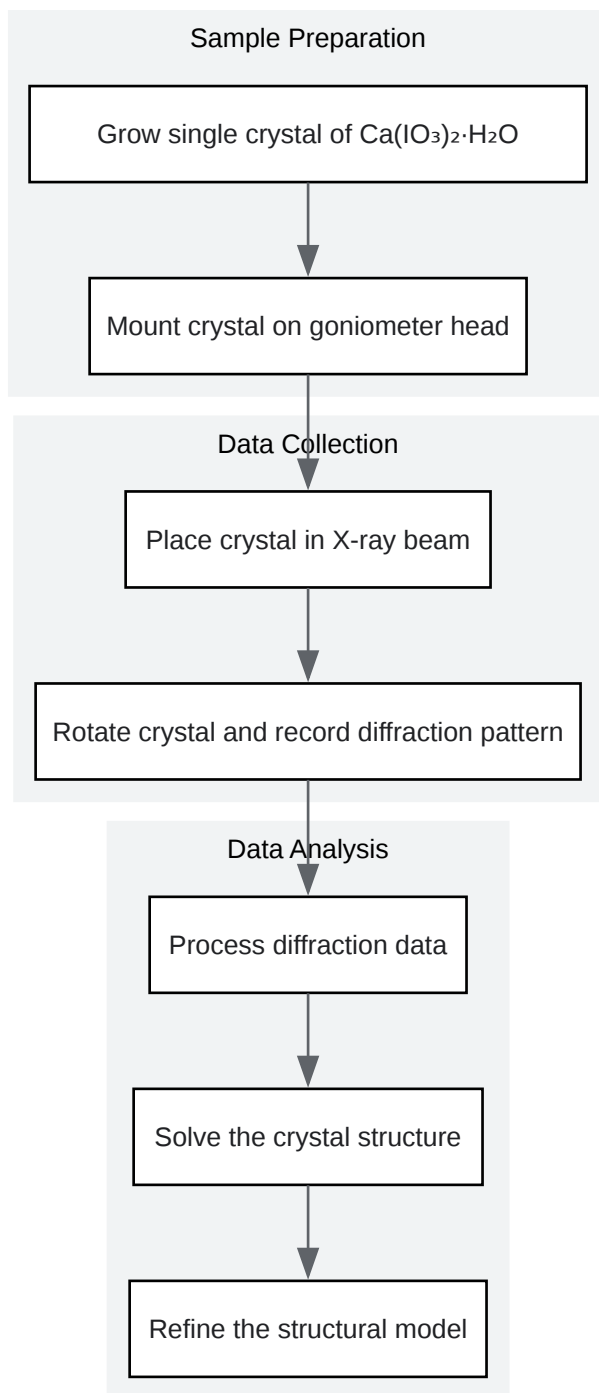 Sample Preparation
Grow single crystal of Ca(IO₃)₂·H₂O
Mount crystal on goniometer head
Data Collection
Place crystal in X-ray beam
Rotate crystal and record diffraction pattern
Data Analysis
Process diffraction data
Solve the crystal structure
Refine the structural model